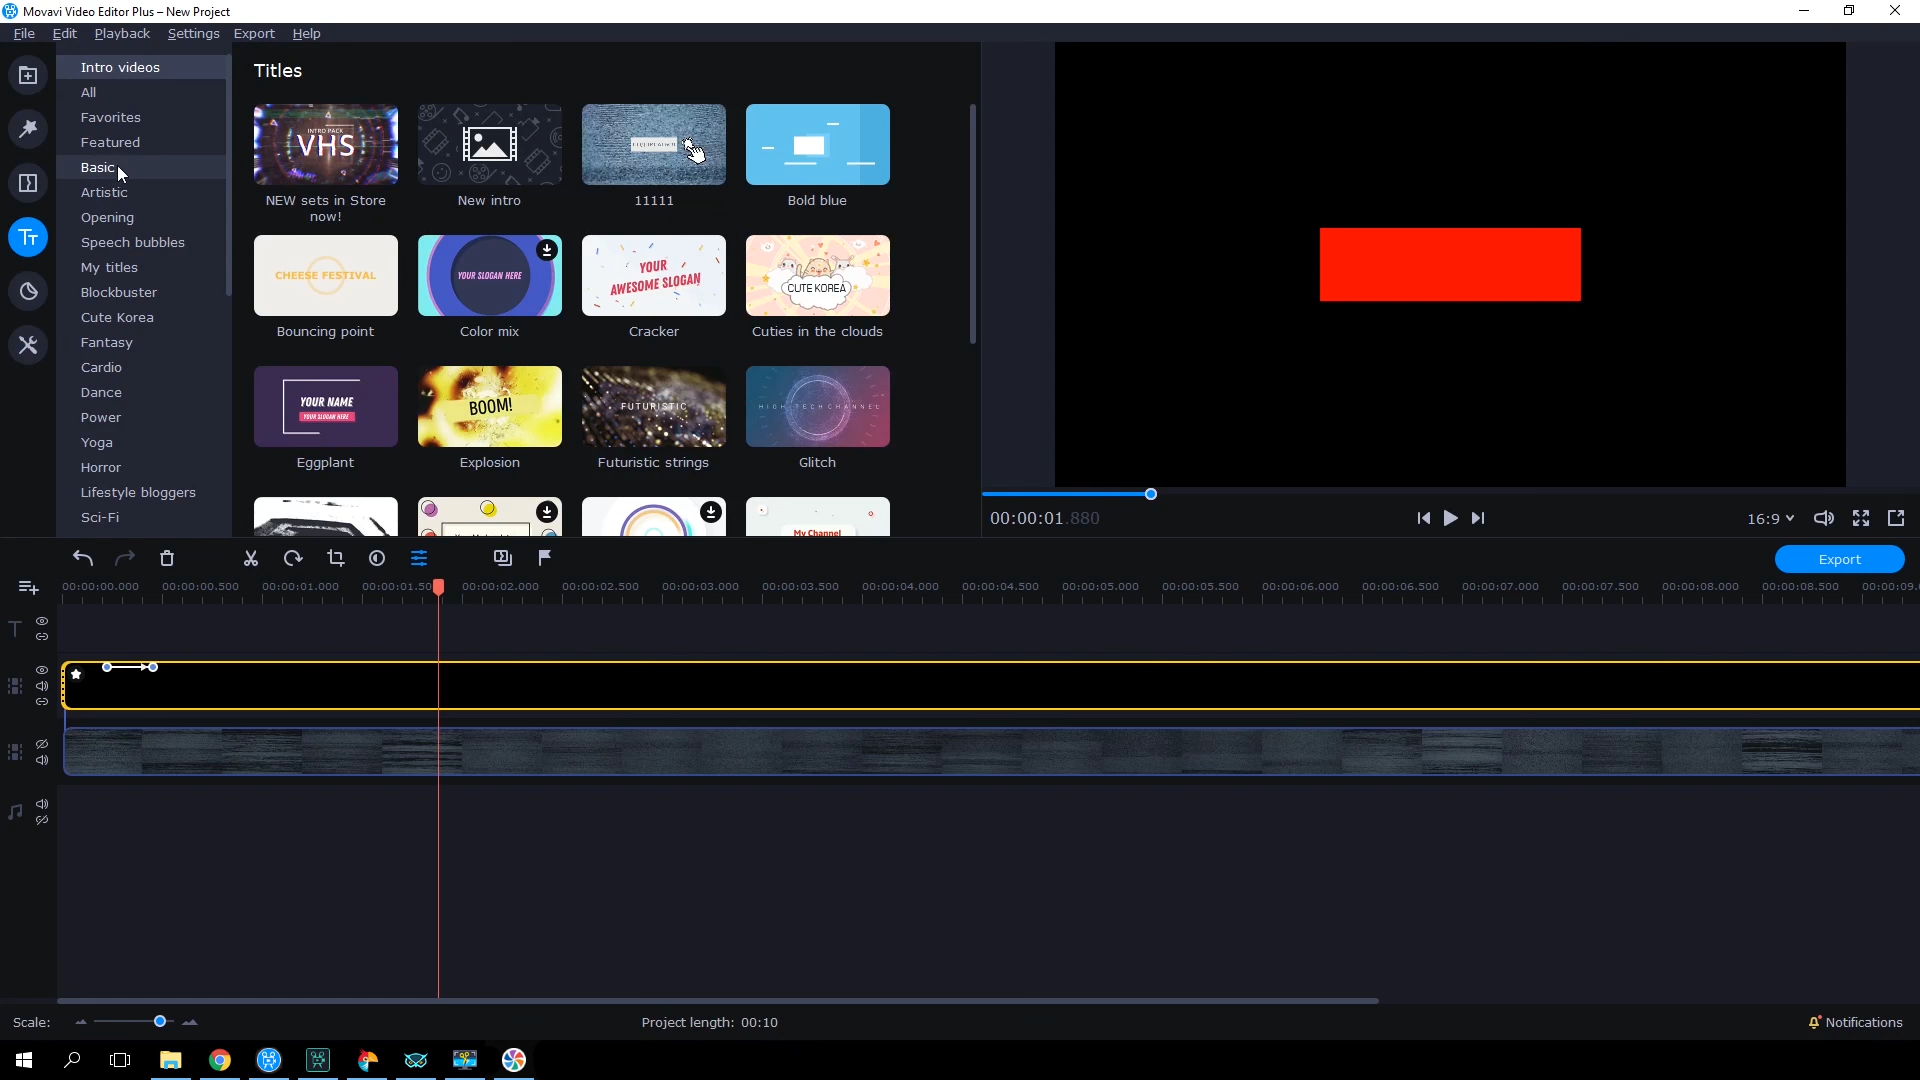 Movavi Video Editor Plus – New Project
File Edit Playback Settings Export Help
Intro videos
All
Favorites
Featured
Basic
Artistic
Opening
Speech bubbles
My titles
Blockbuster
Cute Korea
Fantasy
Cardio
Dance
Power
Yoga
Horror
Lifestyle bloggers
Sci-Fi
Titles
INTRO PACK
VHS
NEW sets in Store
now!
New intro
11111
Bold blue
CHEESE FESTIVAL
YOUR SLOGAN HERE
YOUR
AWESOME SLOGAN
CUTE KOREA
Bouncing point
Color mix
Cracker
Cuties in the clouds
YOUR NAME
YOUR SLOGAN HERE
BOOM!
FUTURISTIC
HIGH-TECH CHANNEL
Eggplant
Explosion
Futuristic strings
Glitch
My Channel
00:00:01.880
16:9
Export
00:00:00.000 00:00:00.500 00:00:01.000 00:00:01.50 00:00:02.000 00:00:02.500 00:00:03.000 00:00:03.500 00:00:04.000 00:00:04.500 00:00:05.000 00:00:05.500 00:00:06.000 00:00:06.500 00:00:07.000 00:00:07.500 00:00:08.000 00:00:08.500 00:00:09.
Scale:
Project length: 00:10
Notifications